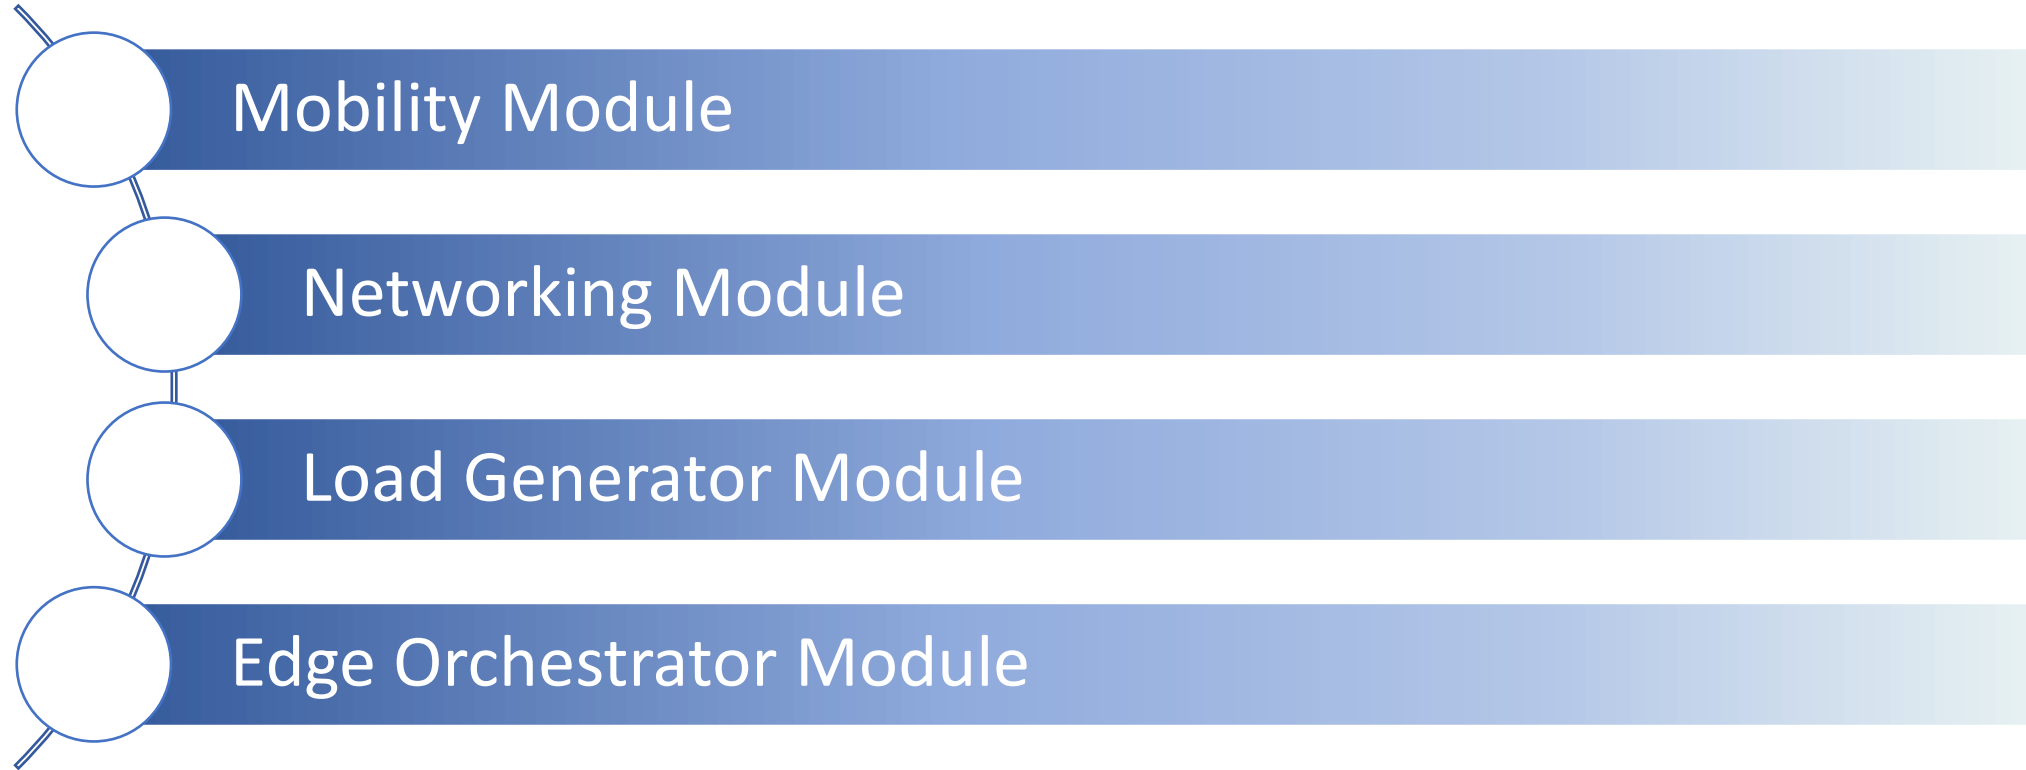 Mobility Module
Networking Module
Load Generator Module
Edge Orchestrator Module